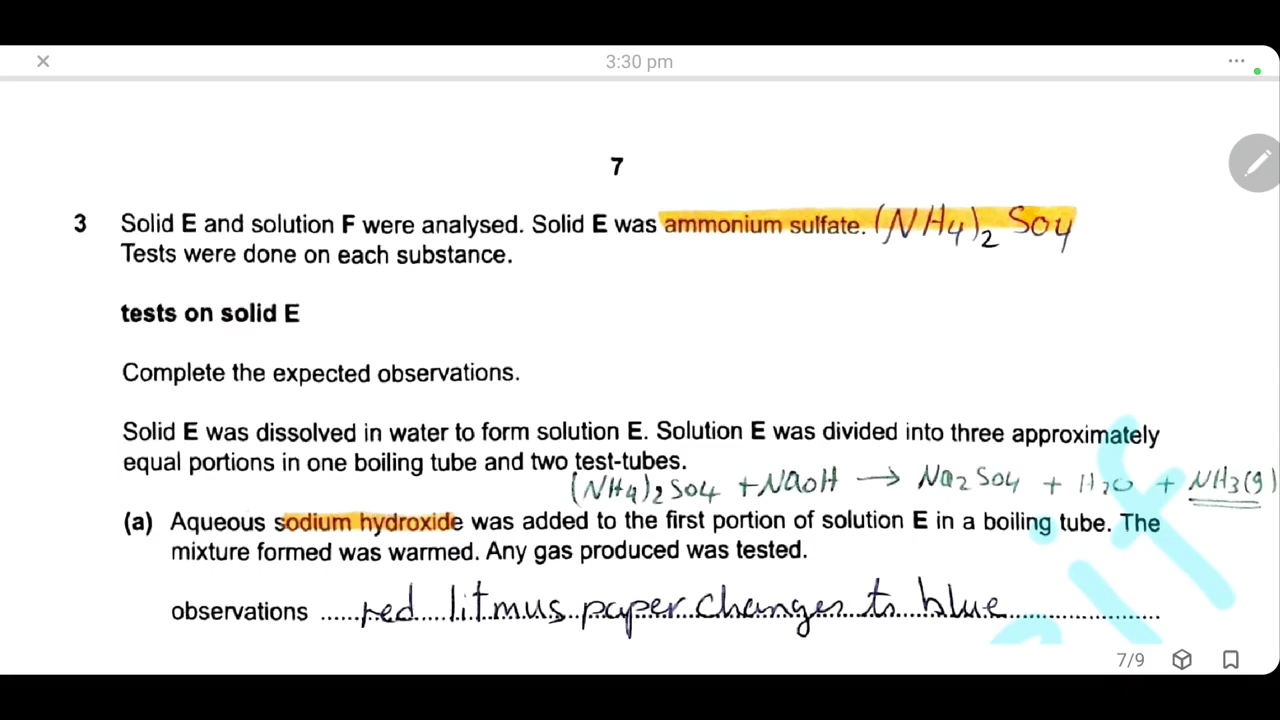 3:30 pm
7
3 Solid E and solution F were analysed. Solid E was ammonium sulfate. (NH4)2 SO4
Tests were done on each substance.
tests on solid E
Complete the expected observations.
Solid E was dissolved in water to form solution E. Solution E was divided into three approximately
equal portions in one boiling tube and two test-tubes.
(NH4)2SO4 + NaOH → Na2SO4 + H2O + NH3(g)
(a) Aqueous sodium hydroxide was added to the first portion of solution E in a boiling tube. The
mixture formed was warmed. Any gas produced was tested.
observations ..... red litmus paper changes to blue .....
7/9